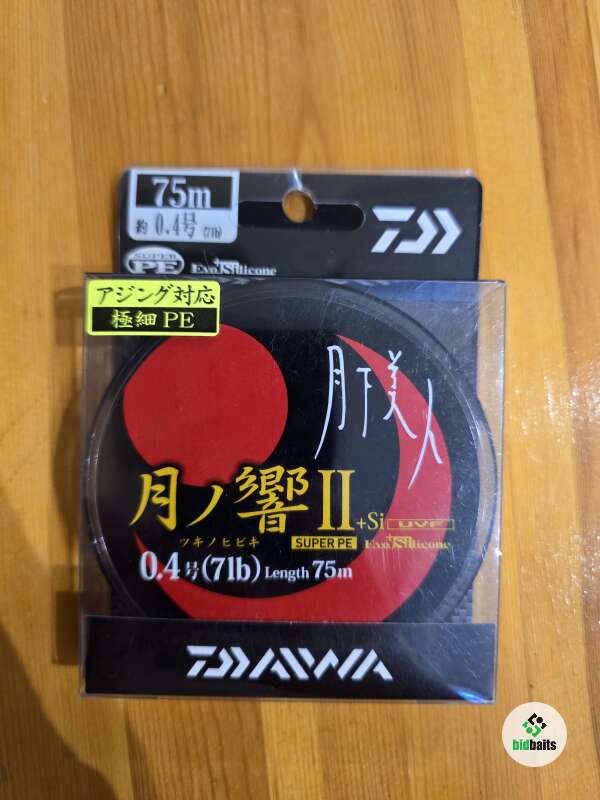 75m
約 0.4号 (7lb)
SUPER
PE
Evo+Silicone
アジング対応
極細 PE
月下美人
月ノ響II+Si UVF
ツキノヒビキ
SUPER PE
Evo+Silicone
0.4号(7lb) Length 75m
DAIWA
bidbaits